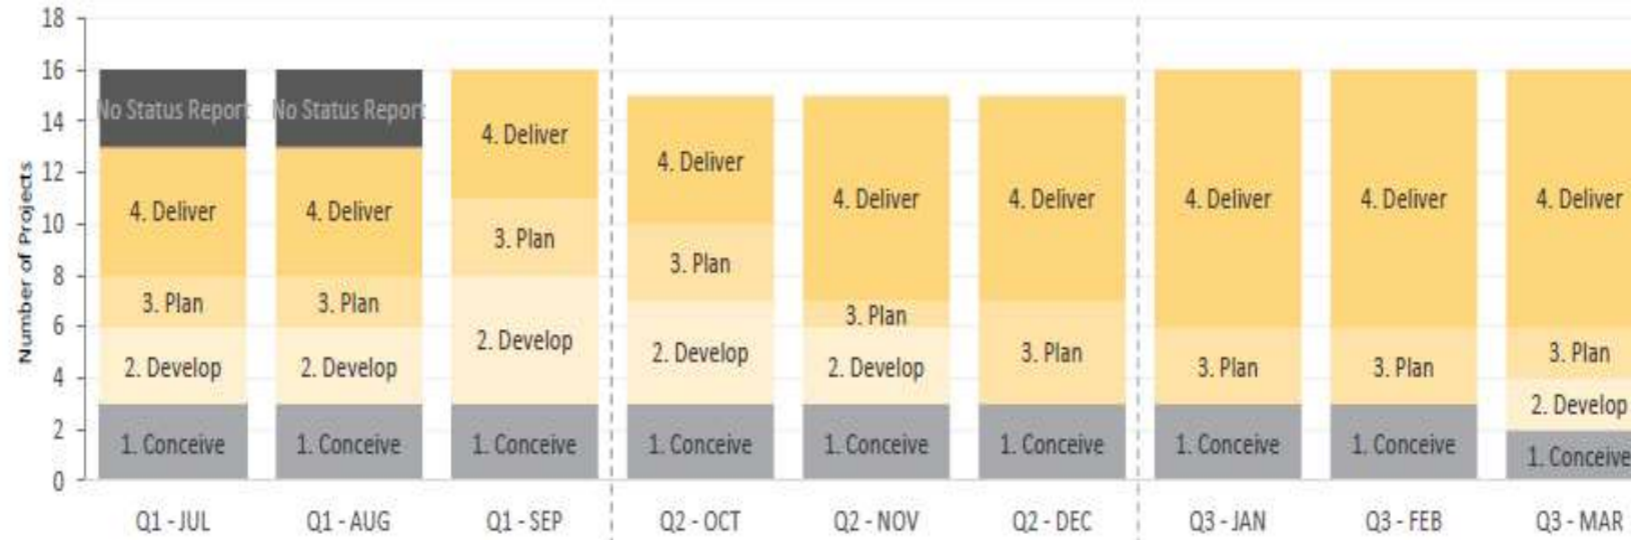 Number of Projects
18
16
14
12
10
8
6
4
2
0
No Status Report
4. Deliver
3. Plan
2. Develop
1. Conceive
Q1 - JUL
No Status Report
4. Deliver
3. Plan
2. Develop
1. Conceive
Q1 - AUG
4. Deliver
3. Plan
2. Develop
1. Conceive
Q1 - SEP
4. Deliver
3. Plan
2. Develop
1. Conceive
Q2 - OCT
4. Deliver
3. Plan
2. Develop
1. Conceive
Q2 - NOV
4. Deliver
3. Plan
1. Conceive
Q2 - DEC
4. Deliver
3. Plan
1. Conceive
Q3 - JAN
4. Deliver
3. Plan
1. Conceive
Q3 - FEB
4. Deliver
3. Plan
2. Develop
1. Conceive
Q3 - MAR